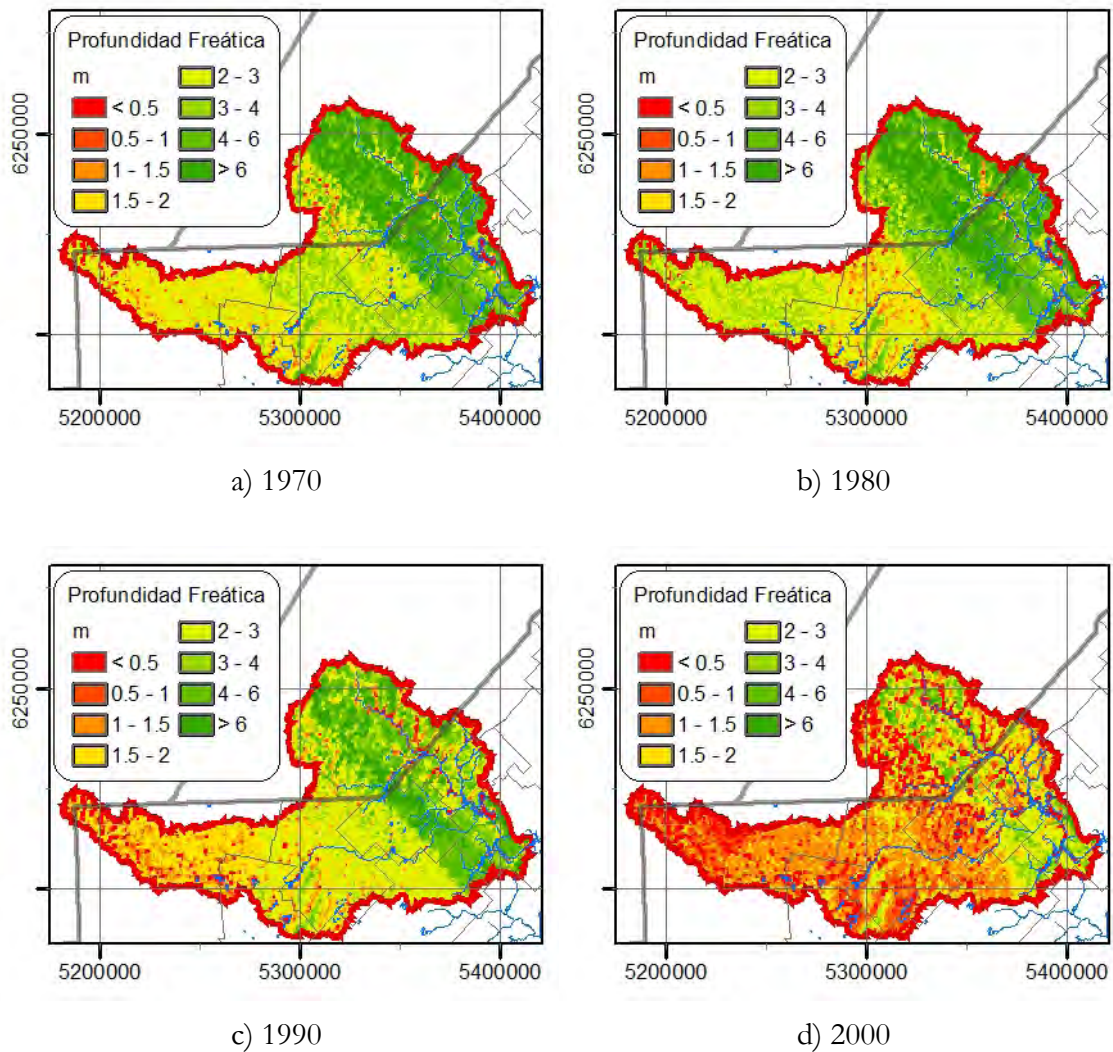 Profundidad Freática
m
< 0.5
0.5 - 1
1 - 1.5
1.5 - 2
2 - 3
3 - 4
4 - 6
> 6
6250000
5200000 5300000 5400000
a) 1970
Profundidad Freática
m
< 0.5
0.5 - 1
1 - 1.5
1.5 - 2
2 - 3
3 - 4
4 - 6
> 6
6250000
5200000 5300000 5400000
b) 1980
Profundidad Freática
m
< 0.5
0.5 - 1
1 - 1.5
1.5 - 2
2 - 3
3 - 4
4 - 6
> 6
6250000
5200000 5300000 5400000
c) 1990
Profundidad Freática
m
< 0.5
0.5 - 1
1 - 1.5
1.5 - 2
2 - 3
3 - 4
4 - 6
> 6
6250000
5200000 5300000 5400000
d) 2000